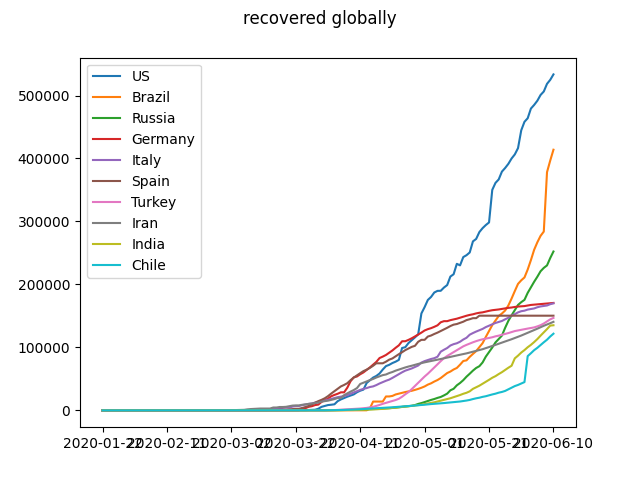 recovered globally
500000
400000
300000
200000
100000
0
US
Brazil
Russia
Germany
Italy
Spain
Turkey
Iran
India
Chile
2020-01-22 2020-02-11 2020-03-02 2020-03-22 2020-04-11 2020-05-01 2020-05-21 2020-06-10